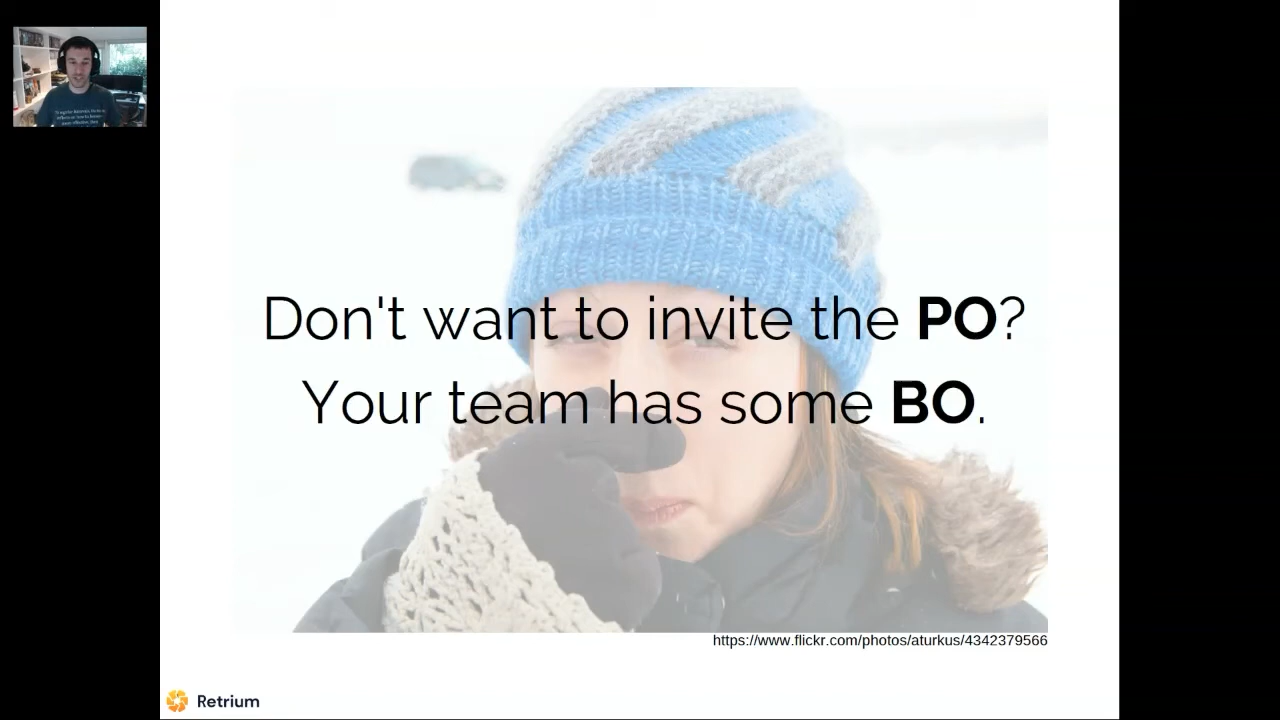 Don't want to invite the PO?
Your team has some BO.
https://www.flickr.com/photos/aturkus/4342379566
Retrium